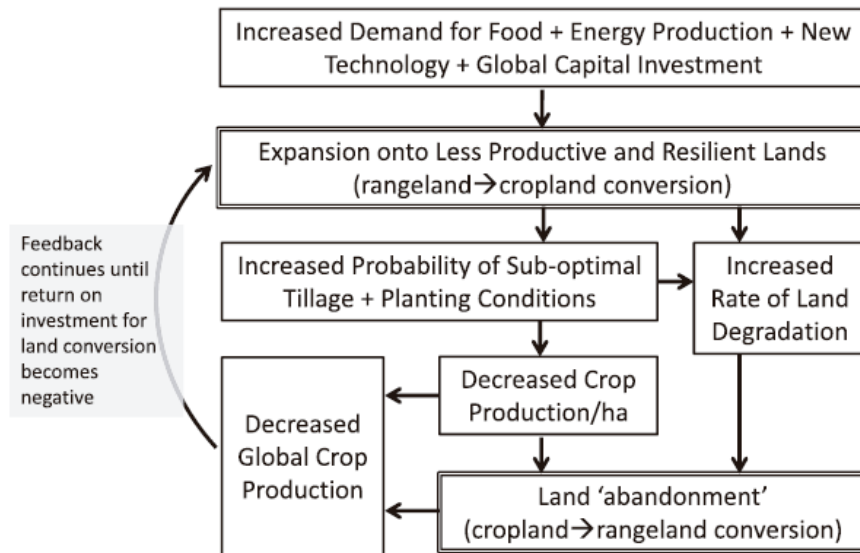 Increased Demand for Food + Energy Production + New
Technology + Global Capital Investment
Expansion onto Less Productive and Resilient Lands
(rangeland→cropland conversion)
Feedback
continues until
return on
investment for
land conversion
becomes
negative
Increased Probability of Sub-optimal
Tillage + Planting Conditions
Increased
Rate of Land
Degradation
Decreased Crop
Production/ha
Decreased
Global Crop
Production
Land ‘abandonment’
(cropland→rangeland conversion)